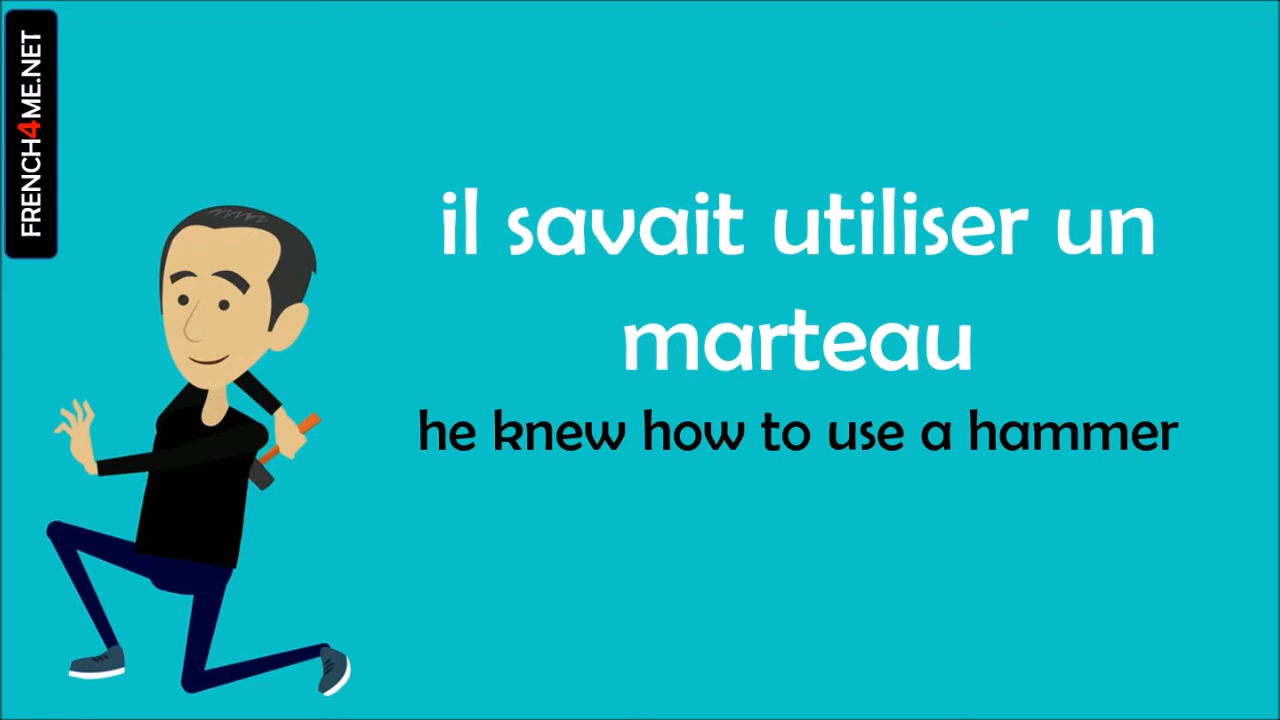 FRENCH4ME.NET
il savait utiliser un
marteau
he knew how to use a hammer